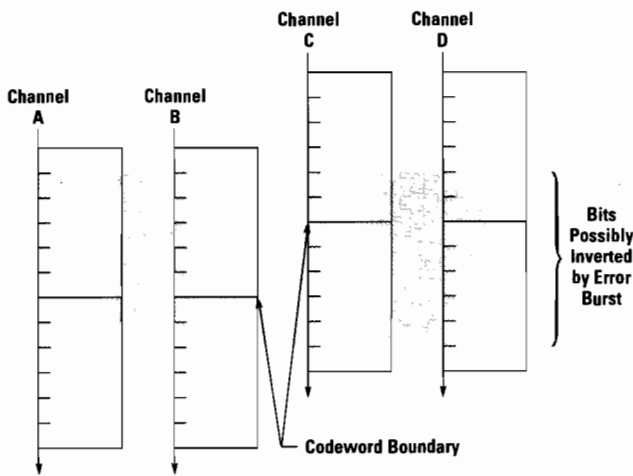 Channel
A
Channel
B
Channel
C
Channel
D
Bits
Possibly
Inverted
by Error
Burst
Codeword Boundary